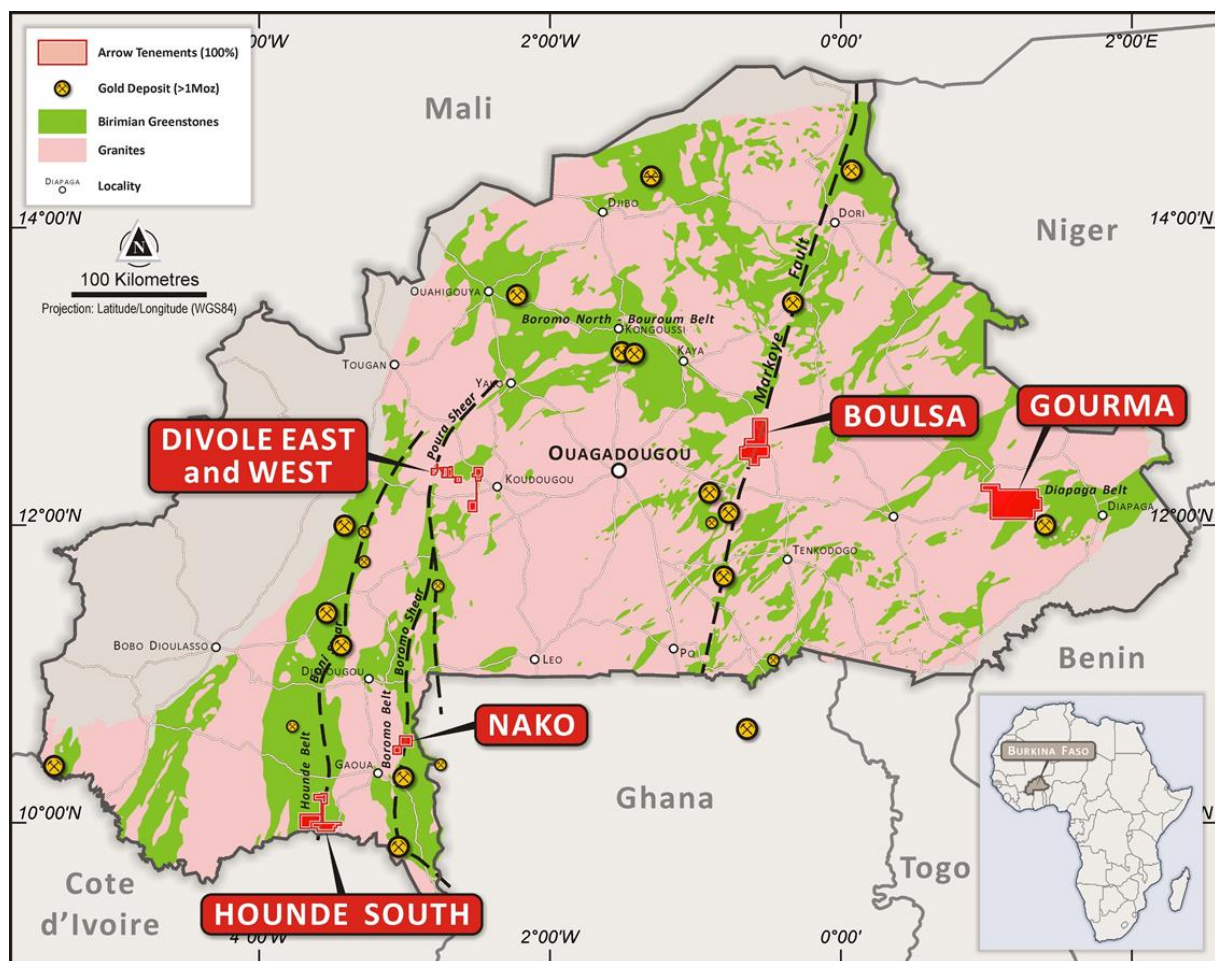 Arrow Tenements (100%)
Gold Deposit (>1Moz)
Birimian Greenstones
Granites
DIAPAGA
Locality
N
100 Kilometres
Projection: Latitude/Longitude (WGS84)
2°00'W
0°00'
2°00'E
Mali
14°00'N
14°00'N
Niger
DJIBO
DORI
Markoye Fault
OUAHIGOUYA
Boromo North - Bouroum Belt
KONGOUSSI
KAYA
TOUGAN
YAKO
Poura Shear
DIVOLE EAST
and WEST
BOULSA
GOURMA
OUAGADOUGOU
KOUDOUGOU
Diapaga Belt
DIAPAGA
12°00'N
12°00'N
TENKODOGO
Boromo Shear
BOBO DIOULASSO
LEO
PO
Benin
NAKO
Boromo Belt
GAOUA
Hounde Belt
BURKINA FASO
10°00'N
Ghana
Togo
Cote
d'Ivoire
HOUNDE SOUTH
4°00'W
2°00'W
0°00'